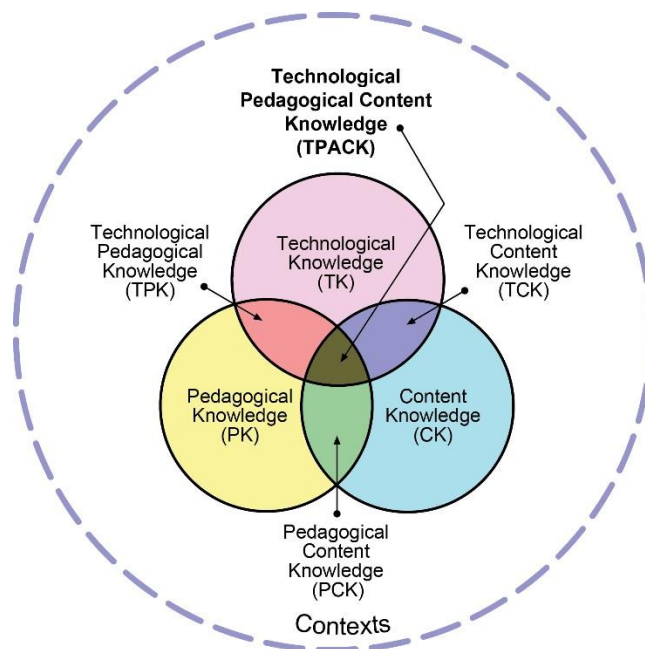 Technological
Pedagogical Content
Knowledge
(TPACK)
Technological
Pedagogical
Knowledge
(TPK)
Technological
Knowledge
(TK)
Technological
Content
Knowledge
(TCK)
Pedagogical
Knowledge
(PK)
Content
Knowledge
(CK)
Pedagogical
Content
Knowledge
(PCK)
Contexts